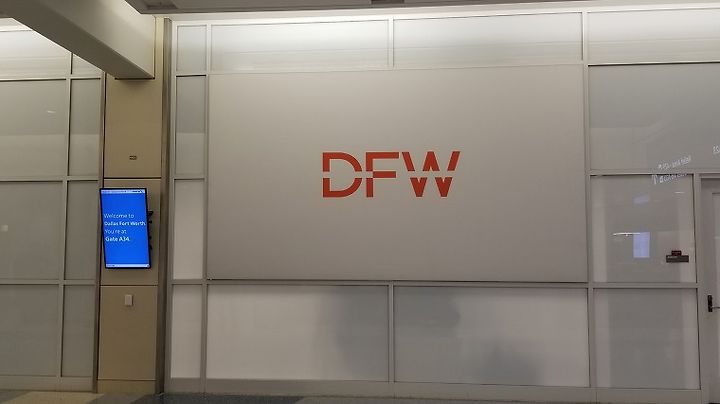 DFW
Welcome to
Dallas Fort Worth.
You're at
Gate A34.